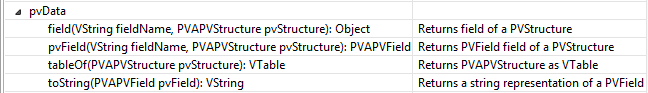 pvData
field(VString fieldName, PVAPVStructure pvStructure): Object Returns field of a PVStructure
pvField(VString fieldName, PVAPVStructure pvStructure): PVAPVField Returns PVField field of a PVStructure
tableOf(PVAPVStructure pvStructure): VTable Returns PVAPVStructure as VTable
toString(PVAPVField pvField): VString Returns a string representation of a PVField